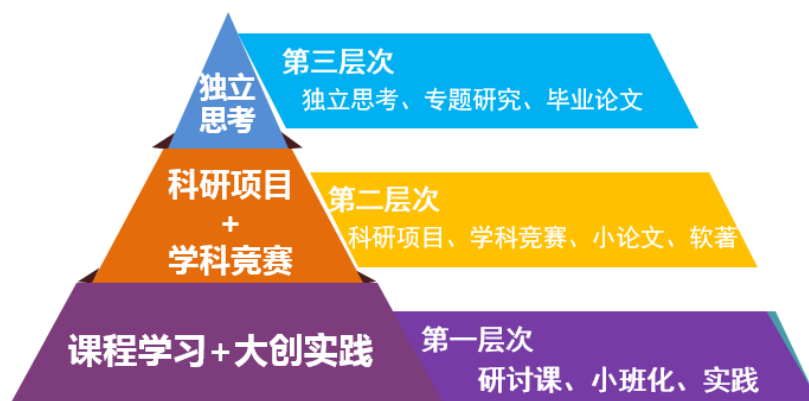 独立
思考
第三层次
独立思考、专题研究、毕业论文
科研项目
+
学科竞赛
第二层次
科研项目、学科竞赛、小论文、软著
课程学习+大创实践
第一层次
研讨课、小班化、实践